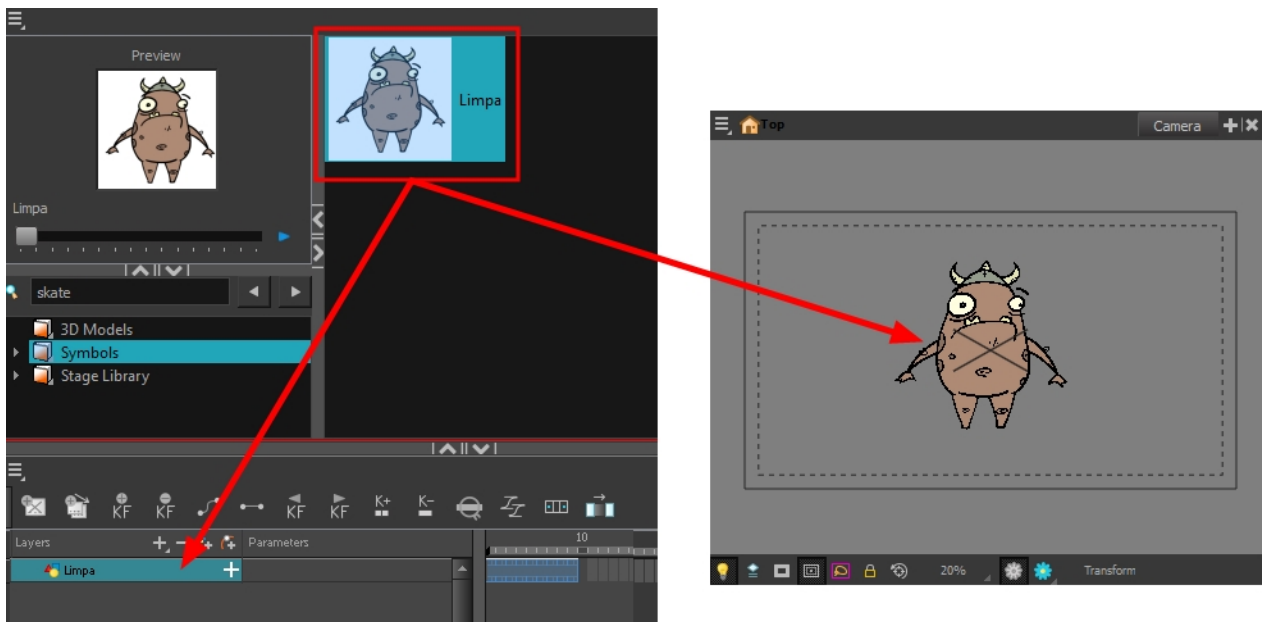 Preview
Limpa
Limpa
skate
3D Models
Symbols
Stage Library
KF KF KF KF K+ K-
Layers Parameters 10
Limpa
Top Camera
20% Transform